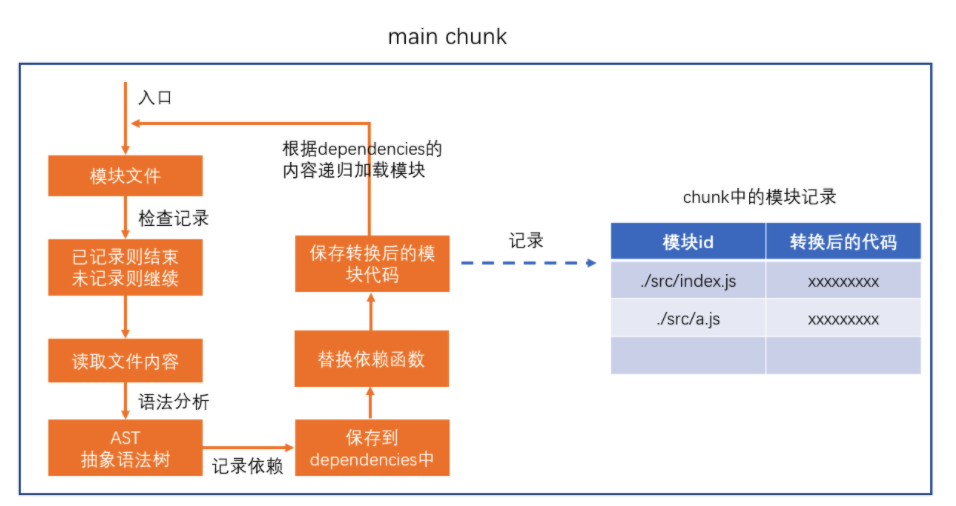 main chunk
入口
模块文件
检查记录
已记录则结束
未记录则继续
读取文件内容
语法分析
AST
抽象语法树
记录依赖
保存到
dependencies中
替换依赖函数
保存转换后的模
块代码
根据dependencies的
内容递归加载模块
记录
chunk中的模块记录
模块id 转换后的代码
./src/index.js xxxxxxxxx
./src/a.js xxxxxxxxx